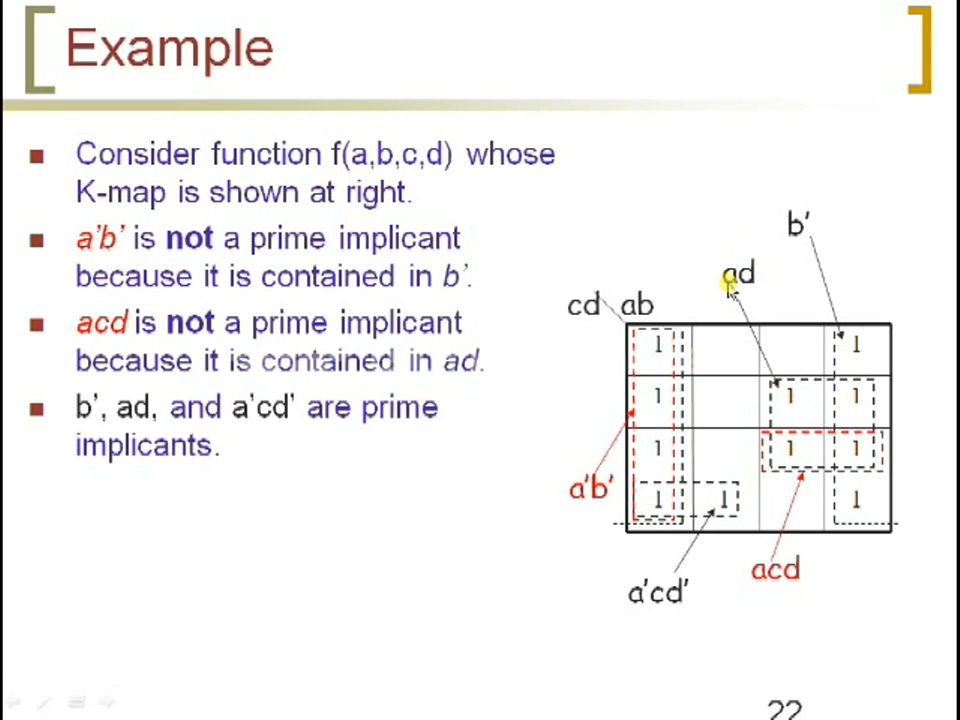 Example
Consider function f(a,b,c,d) whose
K-map is shown at right.
a'b' is not a prime implicant
because it is contained in b'.
acd is not a prime implicant
because it is contained in ad.
b', ad, and a'cd' are prime
implicants.
b'
ad
cd ab
1 1
1 1 1
1 1 1
1 1 1
a'b'
acd
a'cd'
22